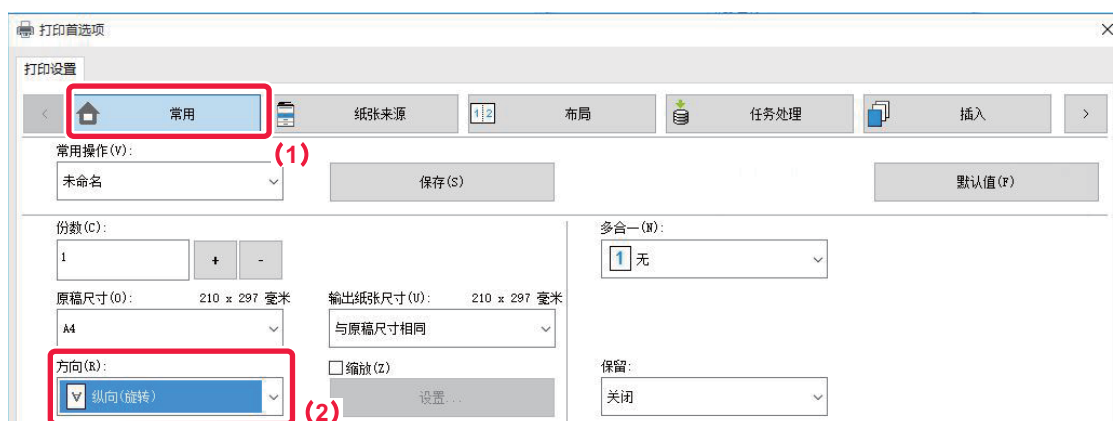 打印首选项
打印设置
常用 纸张来源 1 2 布局 任务处理 插入
(1)
常用操作(V):
未命名 保存(S) 默认值(F)
份数(C): 多合一(N):
1 + - 1 无
原稿尺寸(O): 210 x 297 毫米 输出纸张尺寸(U): 210 x 297 毫米
A4 与原稿尺寸相同
方向(R): 缩放(Z) 保留:
A 纵向(旋转) 设置... 关闭
(2)